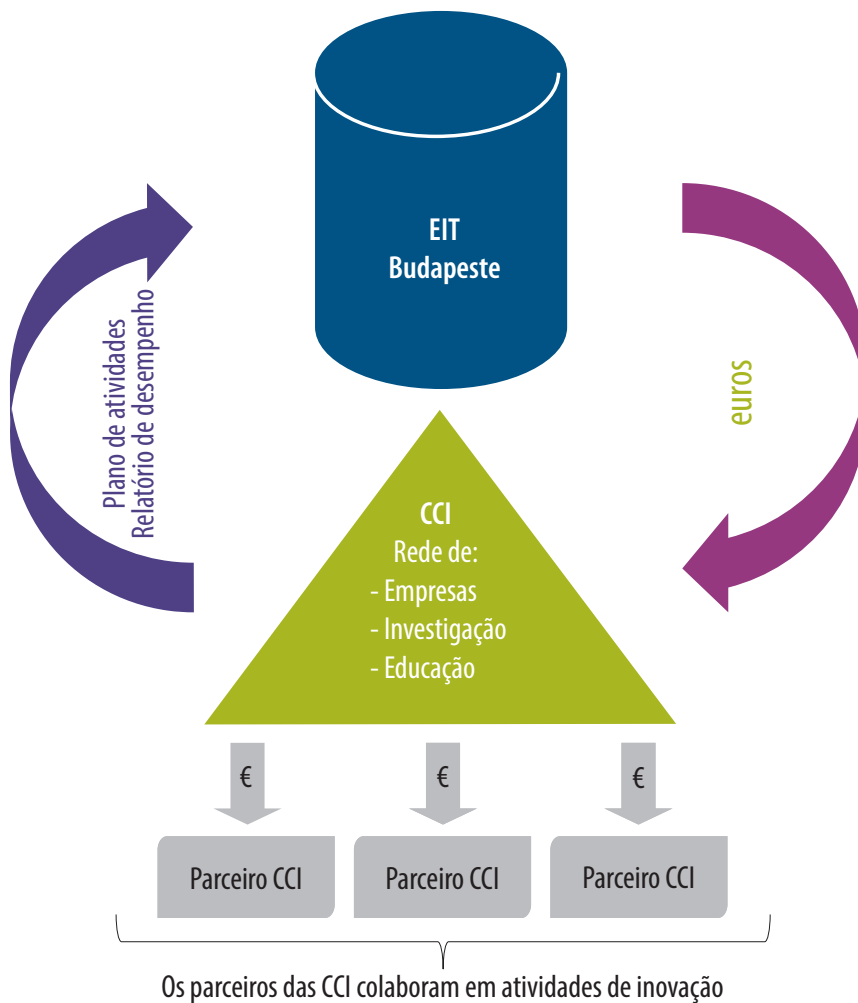 EIT
Budapeste
Plano de atividades
Relatório de desempenho
euros
CCI
Rede de:
- Empresas
- Investigação
- Educação
€
€
€
Parceiro CCI
Parceiro CCI
Parceiro CCI
Os parceiros das CCI colaboram em atividades de inovação